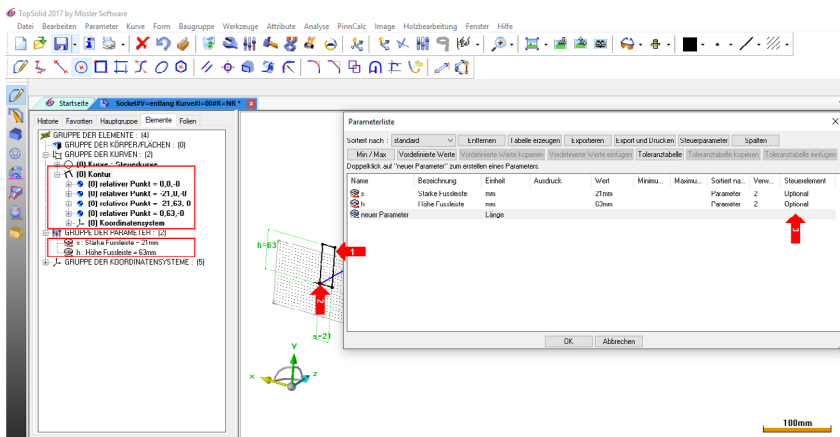 TopSolid 2017 by Missler Software
Datei Bearbeiten Parameter Kurve Form Baugruppe Werkzeuge Attribute Analyse PinnCalc Image Holzbearbeitung Fenster Hilfe
Startseite Sockel#V=entlang Kurve#I=00#R=NR *
Historie Favoriten Hauptgruppe Elemente Folien
GRUPPE DER ELEMENTE : (4)
GRUPPE DER KÖRPER/FLÄCHEN : (0)
GRUPPE DER KURVEN : (2)
(0) Kurve : Steuerkurve
(0) Kontur
(0) relativer Punkt = 0,0,-0
(0) relativer Punkt = -21,0,-0
(0) relativer Punkt = -21,63, 0
(0) relativer Punkt = 0,63,-0
(0) Koordinatensystem
GRUPPE DER PARAMETER : (2)
s : Stärke Fussleiste = 21mm
h : Höhe Fussleiste = 63mm
GRUPPE DER KOORDINATENSYSTEME : (5)
h=63
1
2
s=21
Y
x
z
Parameterliste
Sortiert nach : standard Entfernen Tabelle erzeugen Exportieren Export und Drucken Steuerparameter Spalten
Min / Max Vordefinierte Werte Vordefinierte Werte kopieren Vordefinierte Werte einfügen Toleranztabelle Toleranztabelle kopieren Toleranztabelle einfügen
Doppelklick auf "neuer Parameter" zum erstellen eines Parameters.
Name Bezeichnung Einheit Ausdruck Wert Minimu... Maximu... Sortiert na... Verw... Steuerelement
s Stärke Fussleiste mm 21mm Parameter 2 Optional
h Höhe Fussleiste mm 63mm Parameter 2 Optional
neuer Parameter Länge
3
OK Abbrechen
100mm